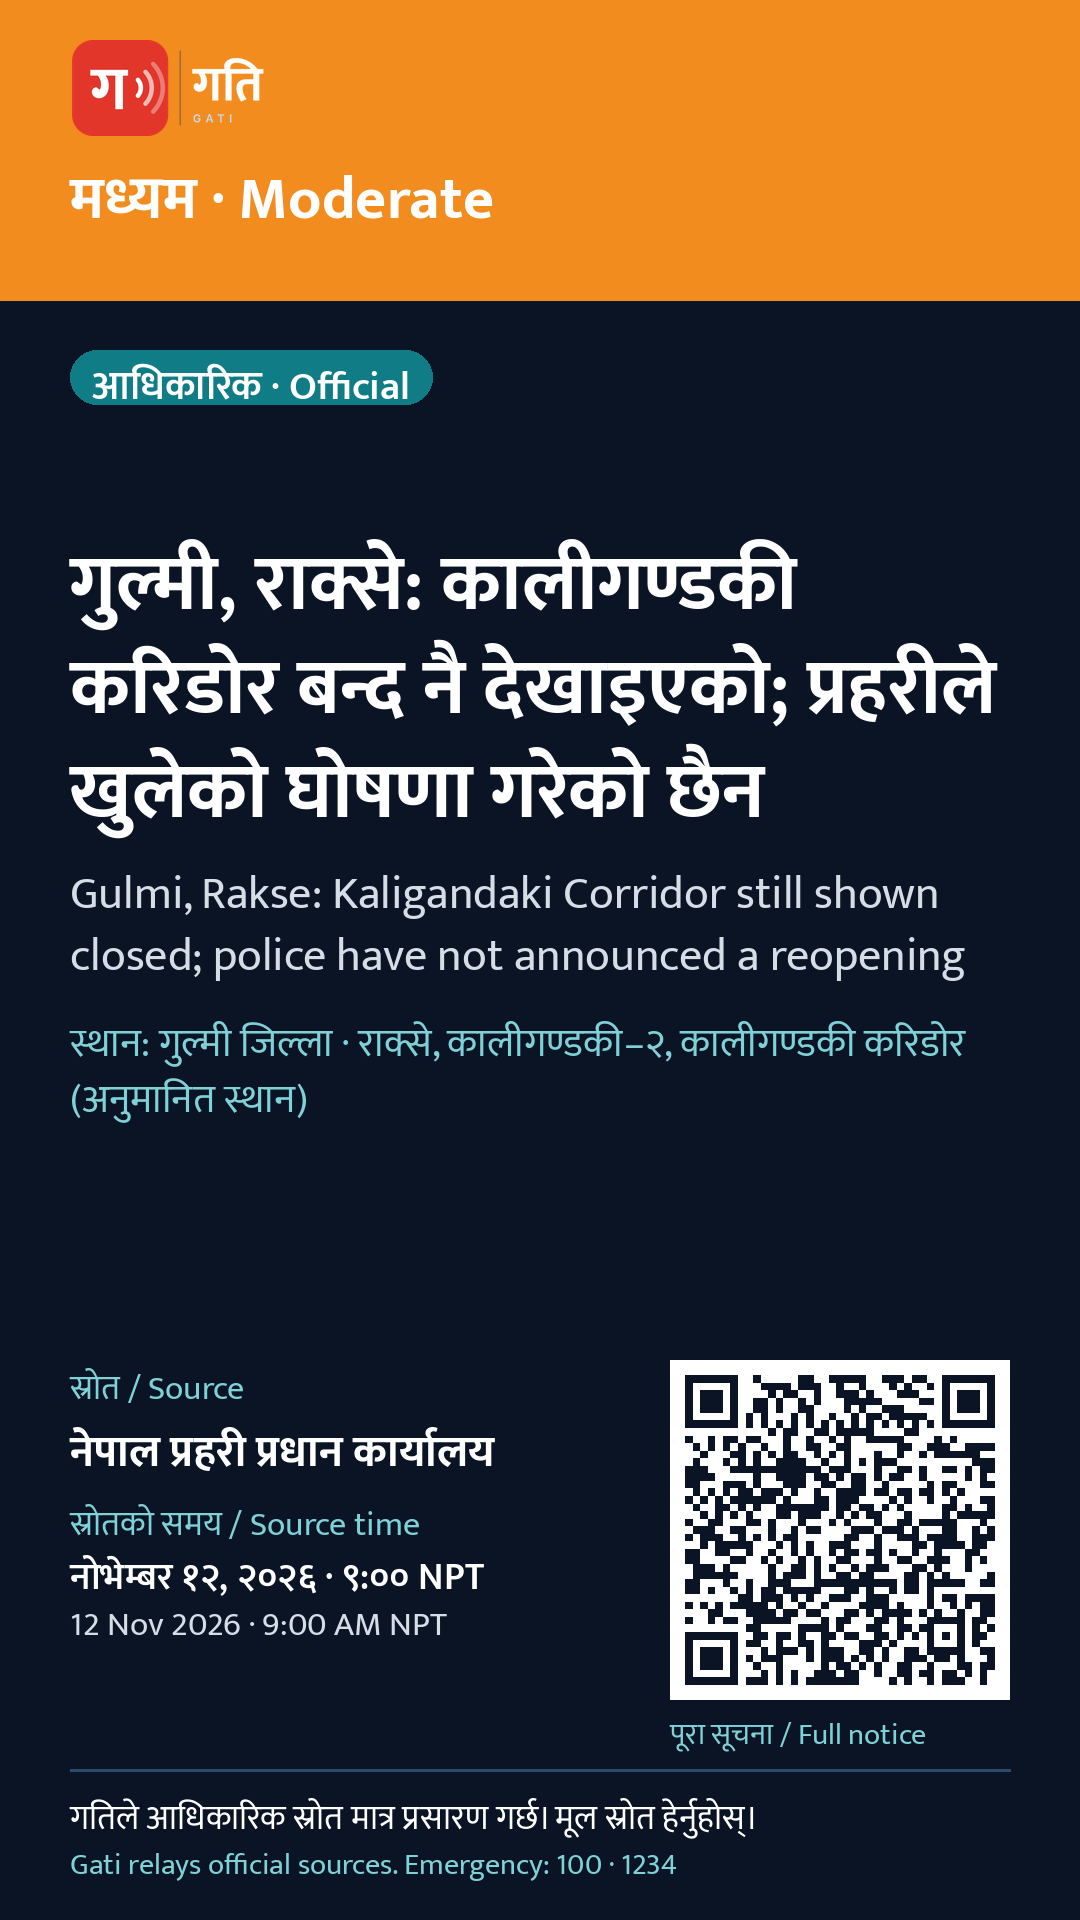 ग
गति
GATI
मध्यम · Moderate
आधिकारिक · Official
गुल्मी, राक्से: कालीगण्डकी
करिडोर बन्द नै देखाइएको; प्रहरीले
खुलेको घोषणा गरेको छैन
Gulmi, Rakse: Kaligandaki Corridor still shown
closed; police have not announced a reopening
स्थान: गुल्मी जिल्ला · राक्से, कालीगण्डकी–२, कालीगण्डकी करिडोर
(अनुमानित स्थान)
स्रोत / Source
नेपाल प्रहरी प्रधान कार्यालय
स्रोतको समय / Source time
नोभेम्बर १२, २०२६ · ९:०० NPT
12 Nov 2026 · 9:00 AM NPT
पूरा सूचना / Full notice
गतिले आधिकारिक स्रोत मात्र प्रसारण गर्छ। मूल स्रोत हेर्नुहोस्।
Gati relays official sources. Emergency: 100 · 1234